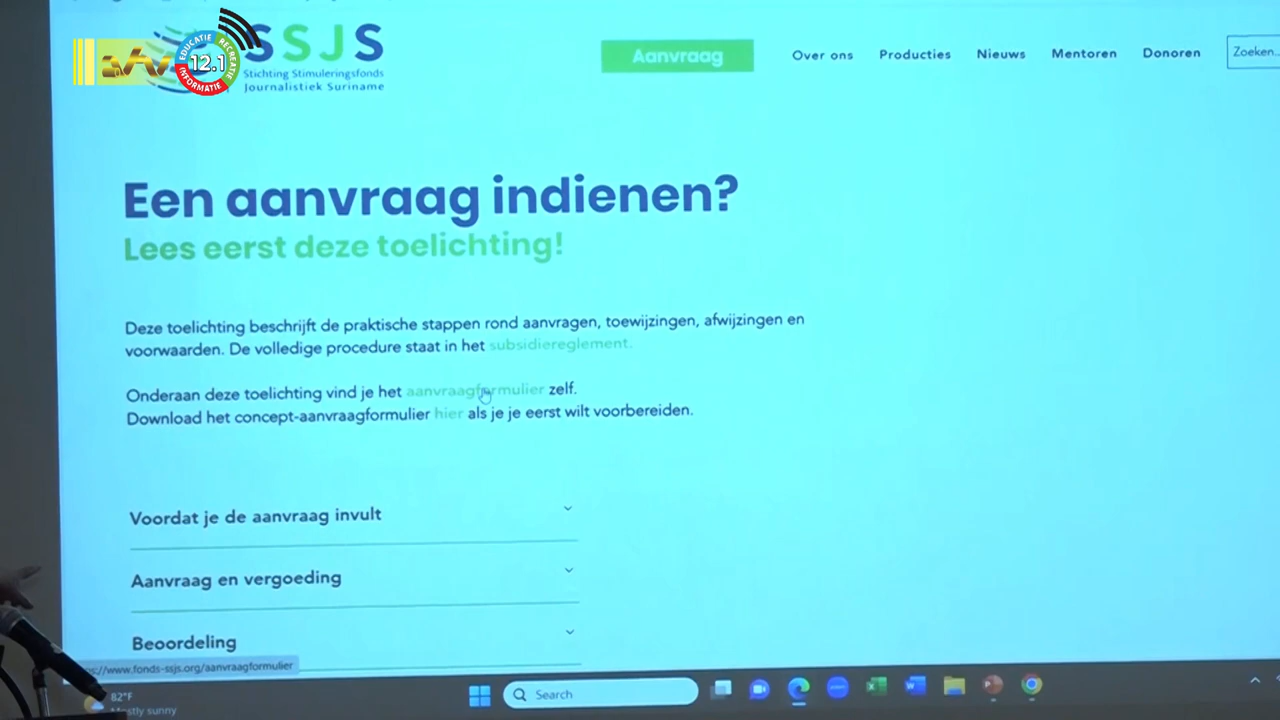 SSJS
Stichting Stimuleringsfonds
Journalistiek Suriname
EDUCATIE
RECREATIE
INFORMATIE
12.1
Aanvraag
Over ons
Producties
Nieuws
Mentoren
Donoren
Zoeken...
Een aanvraag indienen?
Lees eerst deze toelichting!
Deze toelichting beschrijft de praktische stappen rond aanvragen, toewijzingen, afwijzingen en
voorwaarden. De volledige procedure staat in het subsidiereglement.
Onderaan deze toelichting vind je het aanvraagformulier zelf.
Download het concept-aanvraagformulier hier als je je eerst wilt voorbereiden.
Voordat je de aanvraag invult
Aanvraag en vergoeding
Beoordeling
://www.fonds-ssjs.org/aanvraagformulier
82°F
Mostly sunny
Search